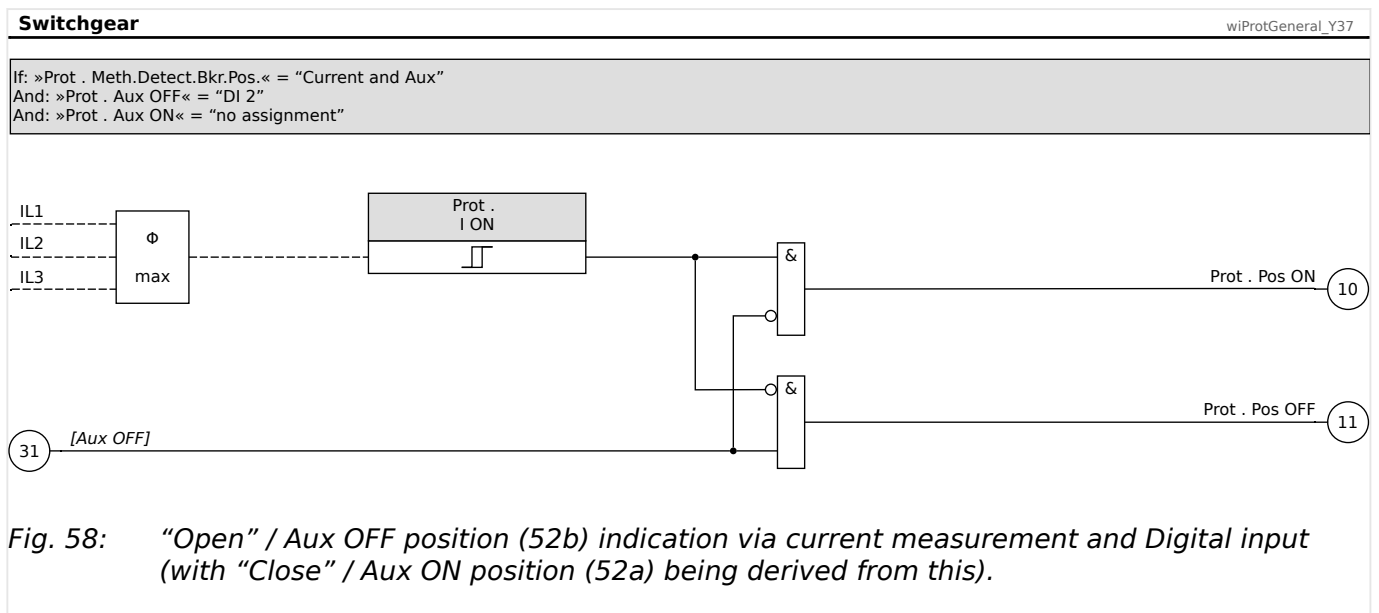 Switchgear
wiProtGeneral_Y37
If: »Prot . Meth.Detect.Bkr.Pos.« = “Current and Aux”
And: »Prot . Aux OFF« = “DI 2”
And: »Prot . Aux ON« = “no assignment”
IL1
IL2
IL3
Φ
max
Prot .
I ON
&
Prot . Pos ON
10
&
Prot . Pos OFF
11
31
[Aux OFF]
Fig. 58: “Open” / Aux OFF position (52b) indication via current measurement and Digital input
(with “Close” / Aux ON position (52a) being derived from this).